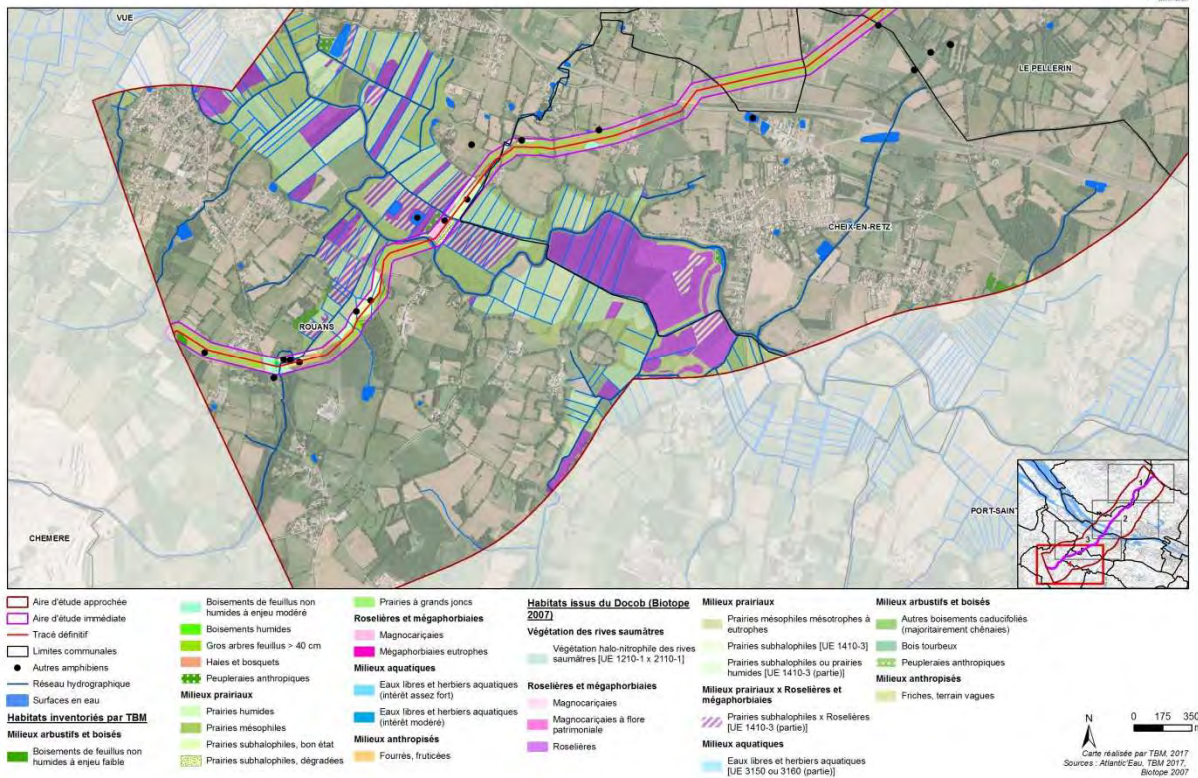 VUE
LE PELLERIN
CHEIX-EN-RETZ
ROUANS
CHEMERE
PORT-SAINT
1
2
3
Aire d'étude approchée
Aire d'étude immédiate
Tracé définitif
Limites communales
Autres amphibiens
Réseau hydrographique
Surfaces en eau
Habitats inventoriés par TBM
Milieux arbustifs et boisés
Boisements de feuillus non
humides à enjeu faible
Boisements de feuillus non
humides à enjeu modéré
Boisements humides
Gros arbres feuillus > 40 cm
Haies et bosquets
Peupleraies anthropiques
Milieux prairiaux
Prairies humides
Prairies mésophiles
Prairies subhalophiles, bon état
Prairies subhalophiles, dégradées
Prairies à grands joncs
Roselières et mégaphorbiaies
Magnocariçaies
Mégaphorbiaies eutrophes
Milieux aquatiques
Eaux libres et herbiers aquatiques
(intérêt assez fort)
Eaux libres et herbiers aquatiques
(intérêt modéré)
Milieux anthropisés
Fourrés, fruticées
Habitats issus du Docob (Biotope
2007)
Végétation des rives saumâtres
Végétation halo-nitrophile des rives
saumâtres [UE 1210-1 x 2110-1]
Roselières et mégaphorbiaies
Magnocariçaies
Magnocariçaies à flore
patrimoniale
Roselières
Milieux prairiaux
Prairies mésophiles mésotrophes à
eutrophes
Prairies subhalophiles [UE 1410-3]
Prairies subhalophiles ou prairies
humides [UE 1410-3 (partie)]
Milieux prairiaux x Roselières et
mégaphorbiaies
Prairies subhalophiles x Roselières
[UE 1410-3 (partie)]
Milieux aquatiques
Eaux libres et herbiers aquatiques
[UE 3150 ou 3160 (partie)]
Milieux arbustifs et boisés
Autres boisements caducifoliés
(majoritairement chênaies)
Bois tourbeux
Peupleraies anthropiques
Milieux anthropisés
Friches, terrain vagues
N
0 175 350
m
Carte réalisée par TBM, 2017
Sources : Atlantic'Eau, TBM 2017,
Biotope 2007